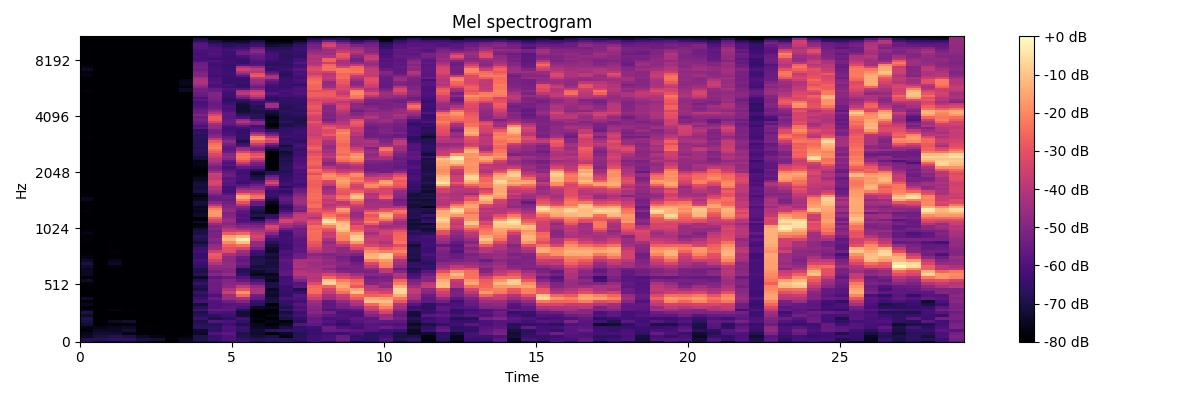 Mel spectrogram
8192
4096
2048
1024
512
0
Hz
0 5 10 15 20 25
Time
+0 dB
-10 dB
-20 dB
-30 dB
-40 dB
-50 dB
-60 dB
-70 dB
-80 dB